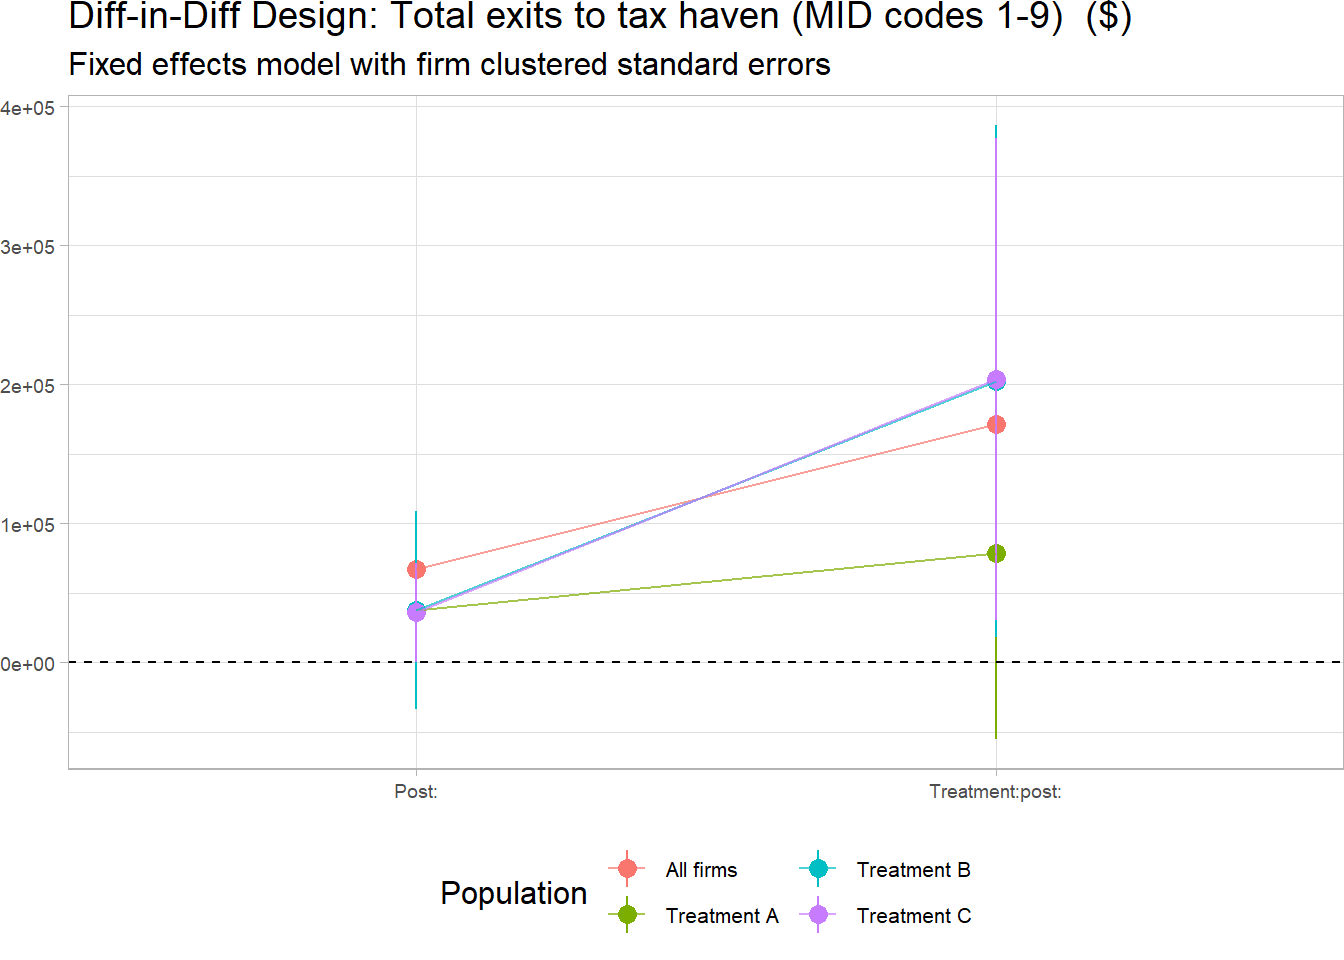 Diff-in-Diff Design: Total exits to tax haven (MID codes 1-9)  ($)
Fixed effects model with firm clustered standard errors
4e+05
3e+05
2e+05
1e+05
0e+00
Post:
Treatment:post:
Population
All firms
Treatment A
Treatment B
Treatment C